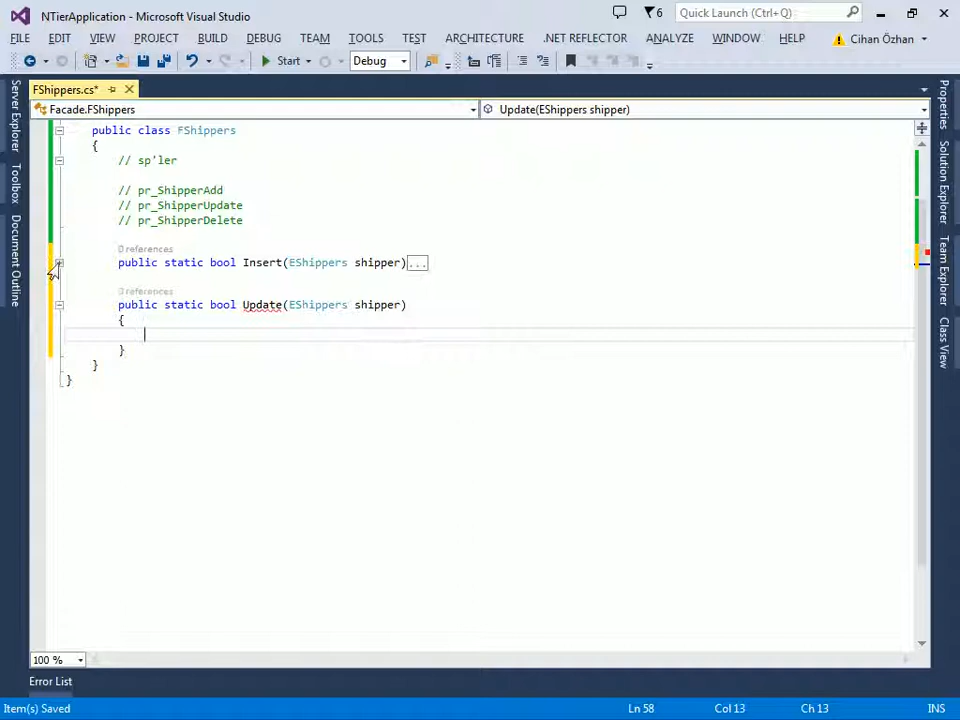 NTierApplication - Microsoft Visual Studio
6
Quick Launch (Ctrl+Q)
FILE EDIT VIEW PROJECT BUILD DEBUG TEAM TOOLS TEST ARCHITECTURE .NET REFLECTOR ANALYZE WINDOW HELP
Cihan Özhan
Start
Debug
FShippers.cs*
Facade.FShippers
Update(EShippers shipper)
Server Explorer
Toolbox
Document Outline
public class FShippers
{
// sp'ler
// pr_ShipperAdd
// pr_ShipperUpdate
// pr_ShipperDelete
0 references
public static bool Insert(EShippers shipper)...
0 references
public static bool Update(EShippers shipper)
{
}
}
}
Properties
Solution Explorer
Team Explorer
Class View
100 %
Error List
Item(s) Saved
Ln 58
Col 13
Ch 13
INS